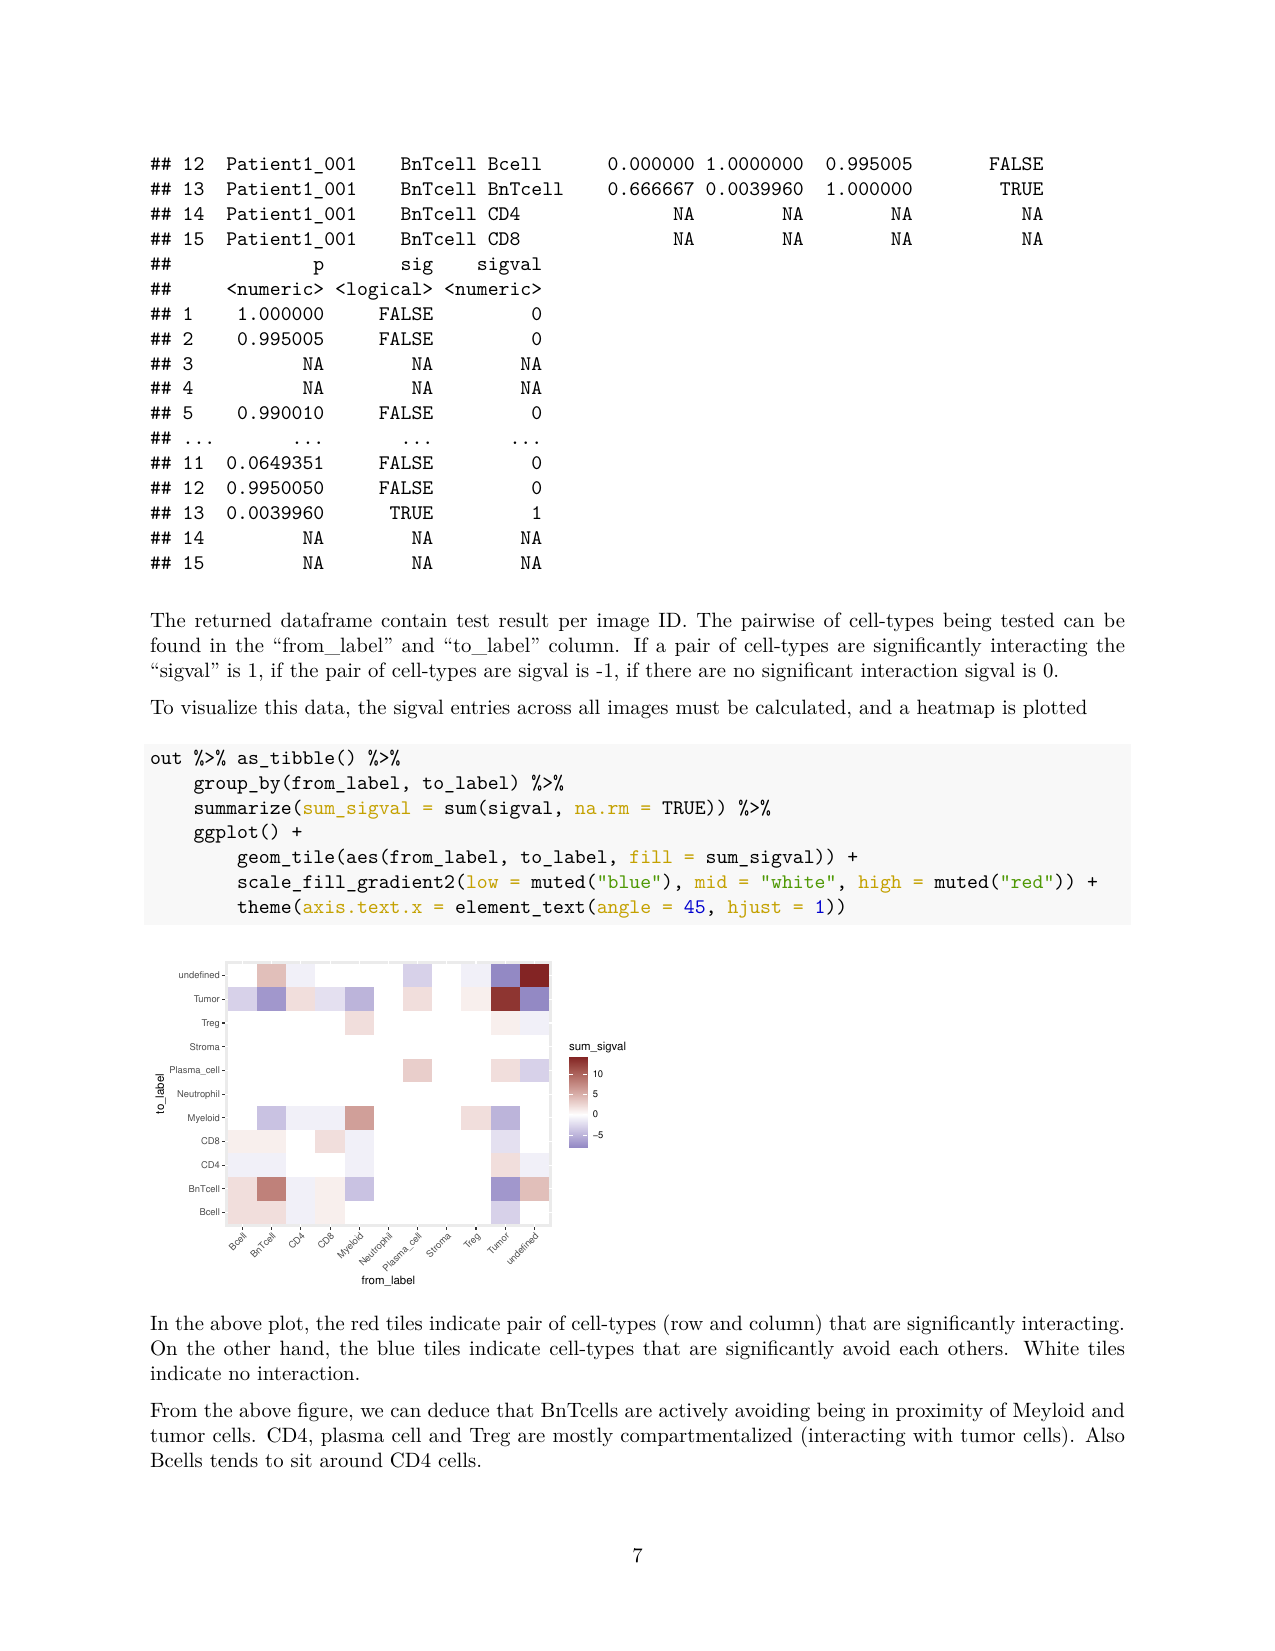 ## 12  Patient1_001    BnTcell Bcell      0.000000 1.0000000  0.995005       FALSE
## 13  Patient1_001    BnTcell BnTcell    0.666667 0.0039960  1.000000        TRUE
## 14  Patient1_001    BnTcell CD4              NA        NA        NA          NA
## 15  Patient1_001    BnTcell CD8              NA        NA        NA          NA
##             p       sig    sigval
##     <numeric> <logical> <numeric>
## 1    1.000000     FALSE         0
## 2    0.995005     FALSE         0
## 3          NA        NA        NA
## 4          NA        NA        NA
## 5    0.990010     FALSE         0
## ...       ...       ...       ...
## 11  0.0649351     FALSE         0
## 12  0.9950050     FALSE         0
## 13  0.0039960      TRUE         1
## 14         NA        NA        NA
## 15         NA        NA        NA
The returned dataframe contain test result per image ID. The pairwise of cell-types being tested can be
found in the “from_label” and “to_label” column. If a pair of cell-types are significantly interacting the
“sigval” is 1, if the pair of cell-types are sigval is -1, if there are no significant interaction sigval is 0.
To visualize this data, the sigval entries across all images must be calculated, and a heatmap is plotted
out %>% as_tibble() %>%
    group_by(from_label, to_label) %>%
    summarize(sum_sigval = sum(sigval, na.rm = TRUE)) %>%
    ggplot() +
        geom_tile(aes(from_label, to_label, fill = sum_sigval)) +
        scale_fill_gradient2(low = muted("blue"), mid = "white", high = muted("red")) +
        theme(axis.text.x = element_text(angle = 45, hjust = 1))
to_label
undefined
Tumor
Treg
Stroma
Plasma_cell
Neutrophil
Myeloid
CD8
CD4
BnTcell
Bcell
Bcell
BnTcell
CD4
CD8
Myeloid
Neutrophil
Plasma_cell
Stroma
Treg
Tumor
undefined
from_label
sum_sigval
10
5
0
−5
In the above plot, the red tiles indicate pair of cell-types (row and column) that are significantly interacting.
On the other hand, the blue tiles indicate cell-types that are significantly avoid each others. White tiles
indicate no interaction.
From the above figure, we can deduce that BnTcells are actively avoiding being in proximity of Meyloid and
tumor cells. CD4, plasma cell and Treg are mostly compartmentalized (interacting with tumor cells). Also
Bcells tends to sit around CD4 cells.
7